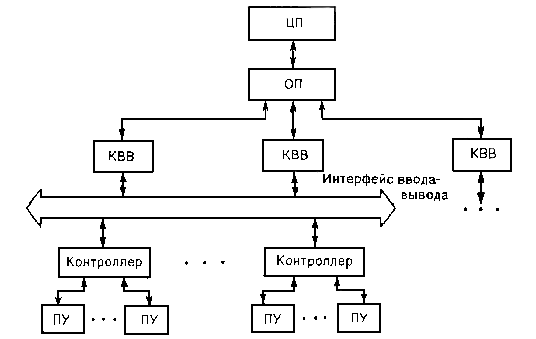 ЦП
ОП
КВВ
КВВ
КВВ
Интерфейс ввода-
вывода
. . .
Контроллер
. . .
Контроллер
ПУ
...
ПУ
ПУ
...
ПУ